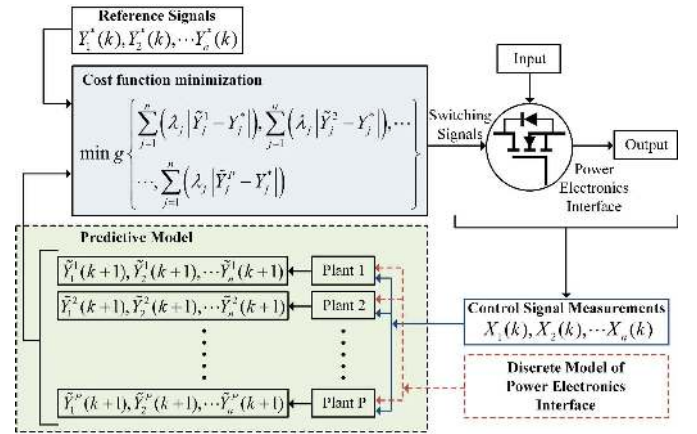 Reference Signals
Y₁*(k), Y₂*(k), ⋯Yₙ*(k)
Cost function minimization
min g { ∑ⱼ₌₁ⁿ (λⱼ |Ỹⱼ¹ − Yⱼ*|), ∑ⱼ₌₁ⁿ (λⱼ |Ỹⱼ² − Yⱼ*|), ⋯
⋯, ∑ⱼ₌₁ⁿ (λⱼ |Ỹⱼᵖ − Yⱼ*|) }
Switching
Signals
Input
Output
Power
Electronics
Interface
Predictive Model
Ỹ₁¹(k+1), Ỹ₂¹(k+1), ⋯Ỹₙ¹(k+1)
Plant 1
Ỹ₁²(k+1), Ỹ₂²(k+1), ⋯Ỹₙ²(k+1)
Plant 2
Ỹ₁ᵖ(k+1), Ỹ₂ᵖ(k+1), ⋯Ỹₙᵖ(k+1)
Plant P
Control Signal Measurements
X₁(k), X₂(k), ⋯Xₙ(k)
Discrete Model of
Power Electronics
Interface